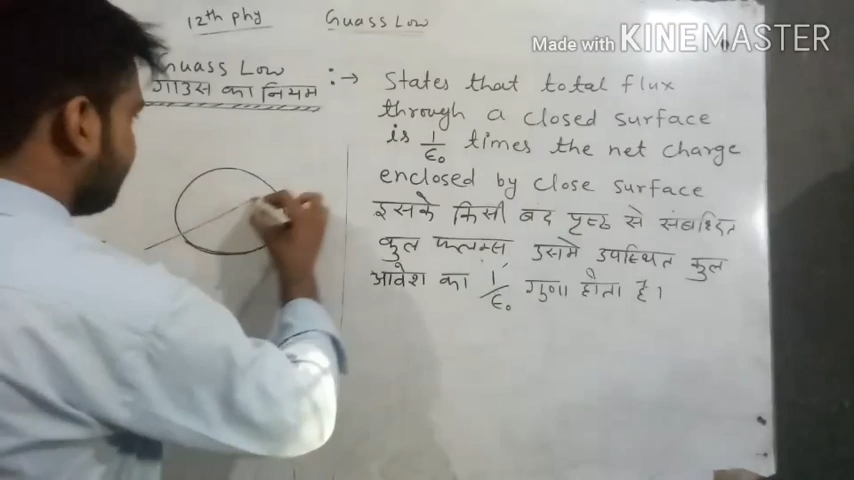 12th phy Guass Low
Made with KINEMASTER
Guass Low :→ States that total flux
गाउस का नियम
through a closed surface
is 1/ε₀ times the net charge
enclosed by close surface
इसके किसी बंद पृष्ठ से संबंधित
कुल फ्लक्स, उसमे उपस्थित कुल
आवेश का 1/ε₀ गुणा होता है।